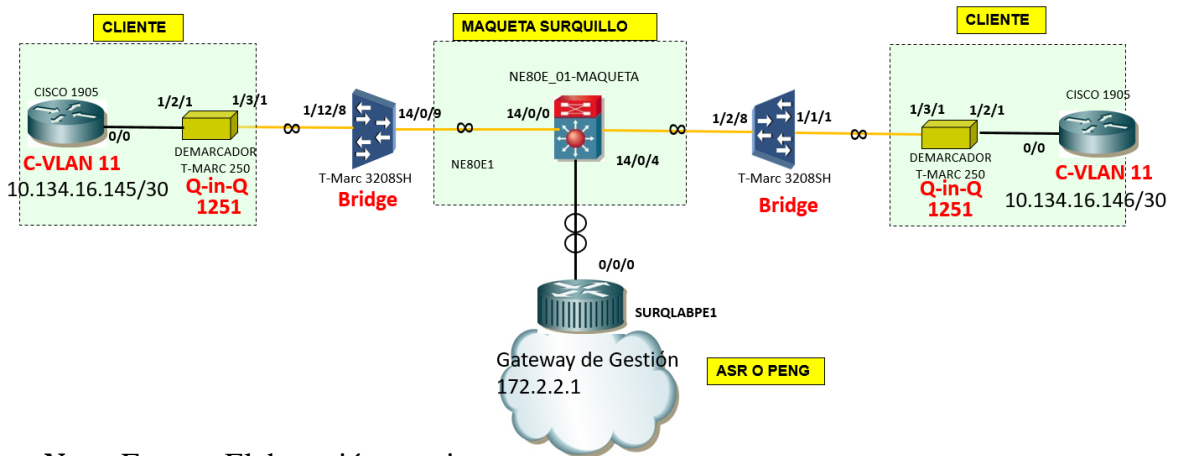 CLIENTE
MAQUETA SURQUILLO
CLIENTE
CISCO 1905
1/2/1
1/3/1
0/0
C-VLAN 11
10.134.16.145/30
DEMARCADOR
T-MARC 250
Q-in-Q
1251
1/12/8
14/0/9
T-Marc 3208SH
Bridge
NE80E_01-MAQUETA
14/0/0
NE80E1
14/0/4
1/2/8
1/1/1
T-Marc 3208SH
Bridge
1/3/1
1/2/1
DEMARCADOR
T-MARC 250
Q-in-Q
1251
CISCO 1905
0/0
C-VLAN 11
10.134.16.146/30
0/0/0
SURQLABPE1
Gateway de Gestión
172.2.2.1
ASR O PENG